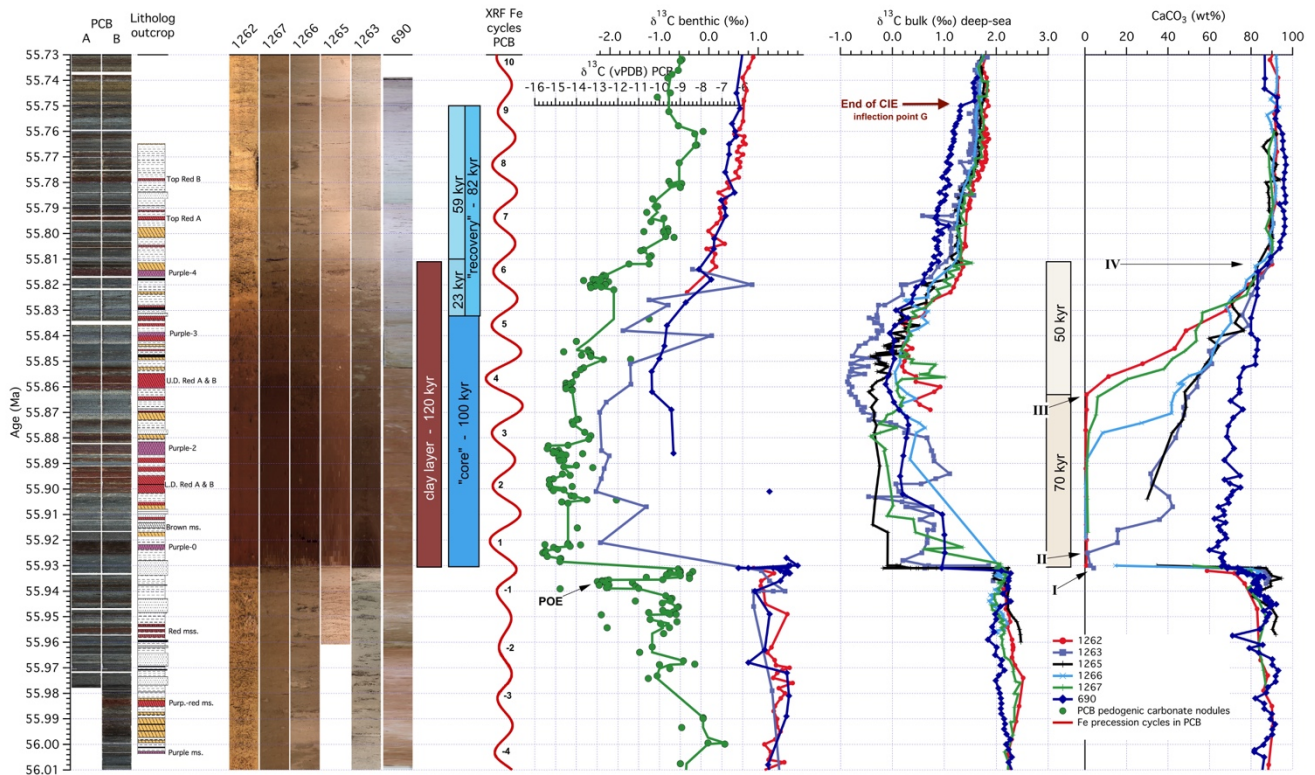 PCB
A B
Litholog
outcrop
1262 1267 1266 1265 1263 690
XRF Fe
cycles
PCB
δ13C benthic (‰)
-2.0 -1.0 0.0 1.0
δ13C (vPDB) PCB
-16 -15 -14 -13 -12 -11 -10 -9 -8 -7 -6
δ13C bulk (‰) deep-sea
-1.0 0.0 1.0 2.0 3.0
CaCO3 (wt%)
0 20 40 60 80 100
Age (Ma)
55.73
55.74
55.75
55.76
55.77
55.78
55.79
55.80
55.81
55.82
55.83
55.84
55.85
55.86
55.87
55.88
55.89
55.90
55.91
55.92
55.93
55.94
55.95
55.96
55.97
55.98
55.99
56.00
56.01
Top Red B
Top Red A
Purple-4
Purple-3
U.D. Red A & B
Purple-2
L.D. Red A & B
Brown ms.
Purple-0
Red mss.
Purp.-red ms.
Purple ms.
clay layer - 120 kyr
59 kyr
23 kyr
"recovery" - 82 kyr
"core" - 100 kyr
10
9
8
7
6
5
4
3
2
1
-1
-2
-3
-4
POE
End of CIE
inflection point G
50 kyr
70 kyr
IV
III
II
I
1262
1263
1265
1266
1267
690
PCB pedogenic carbonate nodules
Fe precession cycles in PCB